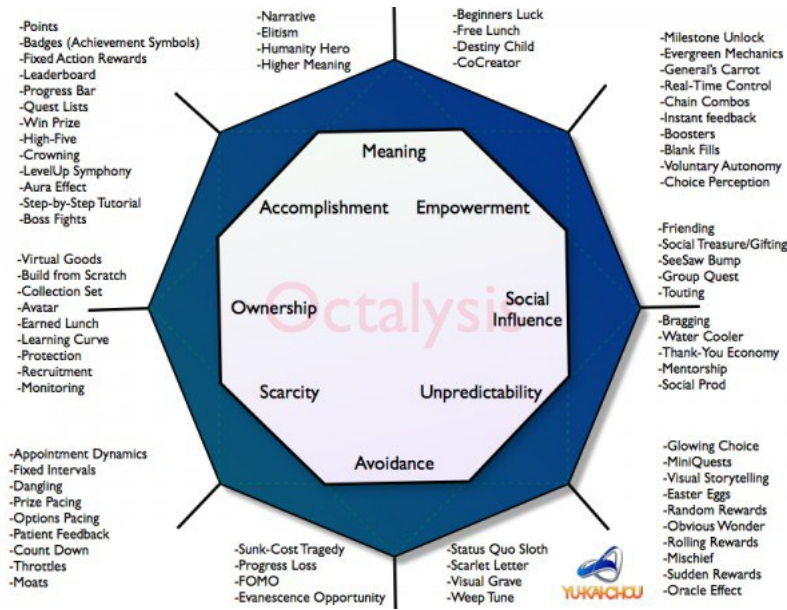 -Narrative
-Elitism
-Humanity Hero
-Higher Meaning
-Beginners Luck
-Free Lunch
-Destiny Child
-CoCreator
-Points
-Badges (Achievement Symbols)
-Fixed Action Rewards
-Leaderboard
-Progress Bar
-Quest Lists
-Win Prize
-High-Five
-Crowning
-LevelUp Symphony
-Aura Effect
-Step-by-Step Tutorial
-Boss Fights
-Milestone Unlock
-Evergreen Mechanics
-General's Carrot
-Real-Time Control
-Chain Combos
-Instant feedback
-Boosters
-Blank Fills
-Voluntary Autonomy
-Choice Perception
Meaning
Accomplishment
Empowerment
Ownership
Octalysis
Social
Influence
Scarcity
Unpredictability
Avoidance
-Virtual Goods
-Build from Scratch
-Collection Set
-Avatar
-Earned Lunch
-Learning Curve
-Protection
-Recruitment
-Monitoring
-Friending
-Social Treasure/Gifting
-SeeSaw Bump
-Group Quest
-Touting
-Bragging
-Water Cooler
-Thank-You Economy
-Mentorship
-Social Prod
-Appointment Dynamics
-Fixed Intervals
-Dangling
-Prize Pacing
-Options Pacing
-Patient Feedback
-Count Down
-Throttles
-Moats
-Sunk-Cost Tragedy
-Progress Loss
-FOMO
-Evanescence Opportunity
-Status Quo Sloth
-Scarlet Letter
-Visual Grave
-Weep Tune
-Glowing Choice
-MiniQuests
-Visual Storytelling
-Easter Eggs
-Random Rewards
-Obvious Wonder
-Rolling Rewards
-Mischief
-Sudden Rewards
-Oracle Effect
YU-KAI CHOU